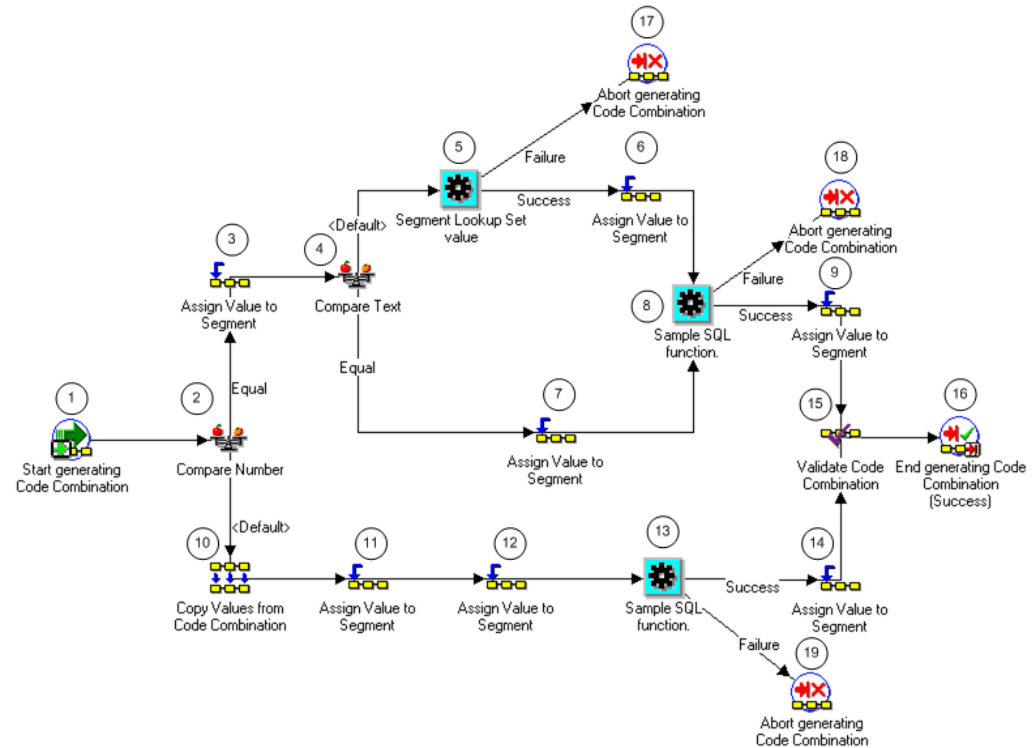 17
Abort generating
Code Combination
5
Failure
6
18
Success
<Default>
Segment Lookup Set
value
Assign Value to
Segment
Abort generating
Code Combination
3
4
Assign Value to
Segment
Compare Text
Failure
9
8
Success
Sample SQL
function.
Assign Value to
Segment
Equal
Equal
7
1
2
15
16
Start generating
Code Combination
Compare Number
Assign Value to
Segment
Validate Code
Combination
End generating Code
Combination
(Success)
<Default>
10
11
12
13
14
Success
Copy Values from
Code Combination
Assign Value to
Segment
Assign Value to
Segment
Sample SQL
function.
Assign Value to
Segment
Failure
19
Abort generating
Code Combination